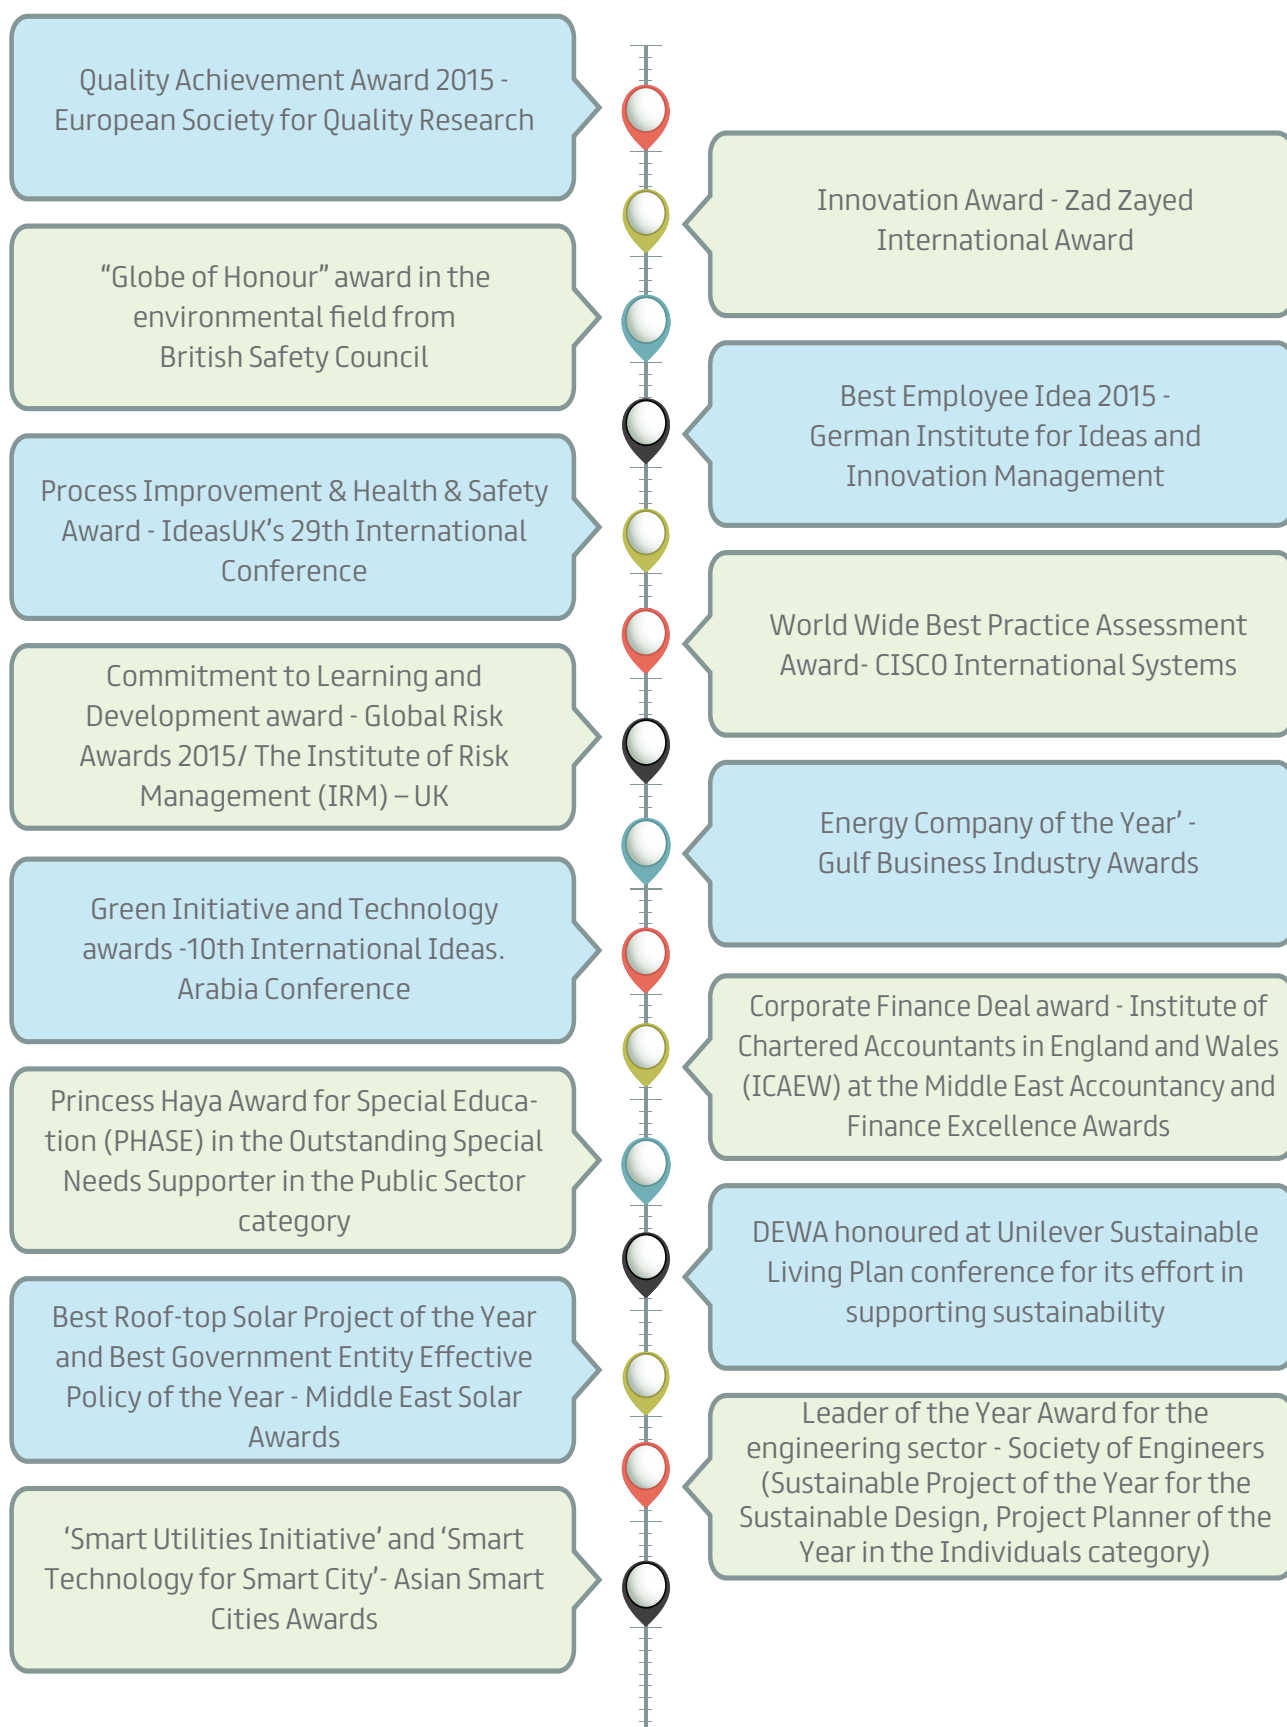 Quality Achievement Award 2015 -
European Society for Quality Research
Innovation Award - Zad Zayed
International Award
“Globe of Honour” award in the
environmental field from
British Safety Council
Best Employee Idea 2015 -
German Institute for Ideas and
Innovation Management
Process Improvement & Health & Safety
Award - IdeasUK’s 29th International
Conference
World Wide Best Practice Assessment
Award- CISCO International Systems
Commitment to Learning and
Development award - Global Risk
Awards 2015/ The Institute of Risk
Management (IRM) – UK
Energy Company of the Year’ -
Gulf Business Industry Awards
Green Initiative and Technology
awards -10th International Ideas.
Arabia Conference
Corporate Finance Deal award - Institute of
Chartered Accountants in England and Wales
(ICAEW) at the Middle East Accountancy and
Finance Excellence Awards
Princess Haya Award for Special Educa-
tion (PHASE) in the Outstanding Special
Needs Supporter in the Public Sector
category
DEWA honoured at Unilever Sustainable
Living Plan conference for its effort in
supporting sustainability
Best Roof-top Solar Project of the Year
and Best Government Entity Effective
Policy of the Year - Middle East Solar
Awards
Leader of the Year Award for the
engineering sector - Society of Engineers
(Sustainable Project of the Year for the
Sustainable Design, Project Planner of the
Year in the Individuals category)
‘Smart Utilities Initiative’ and ‘Smart
Technology for Smart City’- Asian Smart
Cities Awards